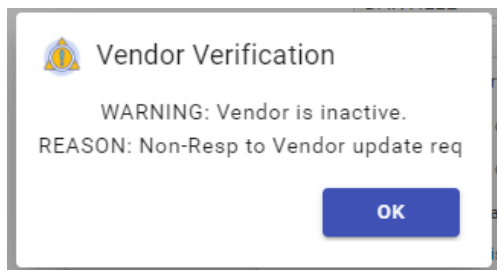 Vendor Verification
WARNING: Vendor is inactive.
REASON: Non-Resp to Vendor update req
OK